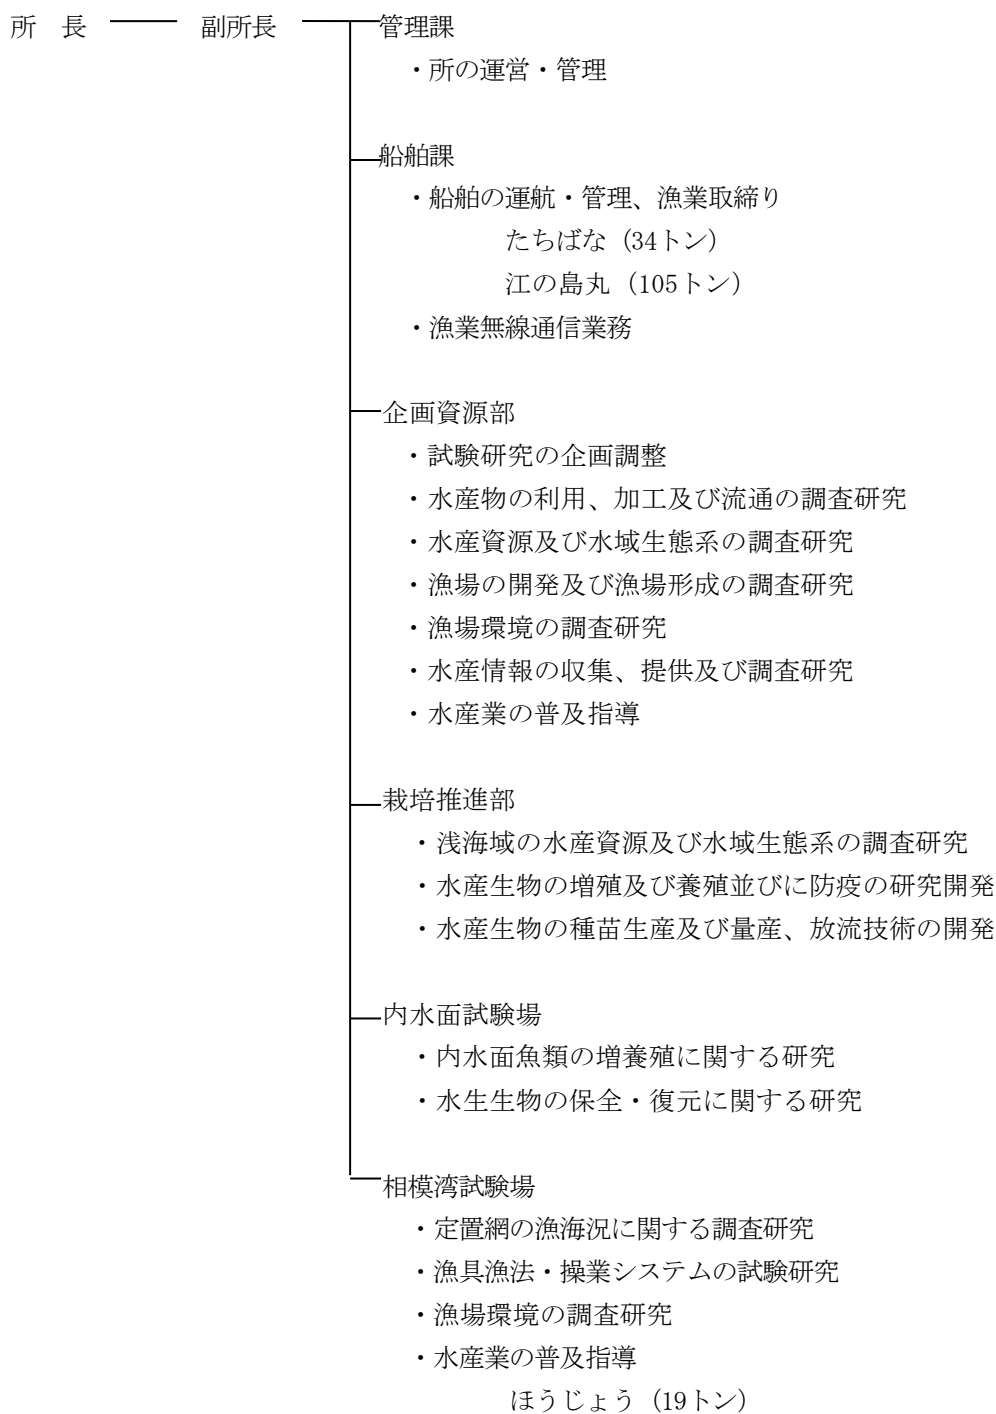 所　長　副所長　管理課
・所の運営・管理
船舶課
・船舶の運航・管理、漁業取締り
たちばな（34トン）
江の島丸（105トン）
・漁業無線通信業務
企画資源部
・試験研究の企画調整
・水産物の利用、加工及び流通の調査研究
・水産資源及び水域生態系の調査研究
・漁場の開発及び漁場形成の調査研究
・漁場環境の調査研究
・水産情報の収集、提供及び調査研究
・水産業の普及指導
栽培推進部
・浅海域の水産資源及び水域生態系の調査研究
・水産生物の増殖及び養殖並びに防疫の研究開発
・水産生物の種苗生産及び量産、放流技術の開発
内水面試験場
・内水面魚類の増養殖に関する研究
・水生生物の保全・復元に関する研究
相模湾試験場
・定置網の漁海況に関する調査研究
・漁具漁法・操業システムの試験研究
・漁場環境の調査研究
・水産業の普及指導
ほうじょう（19トン）